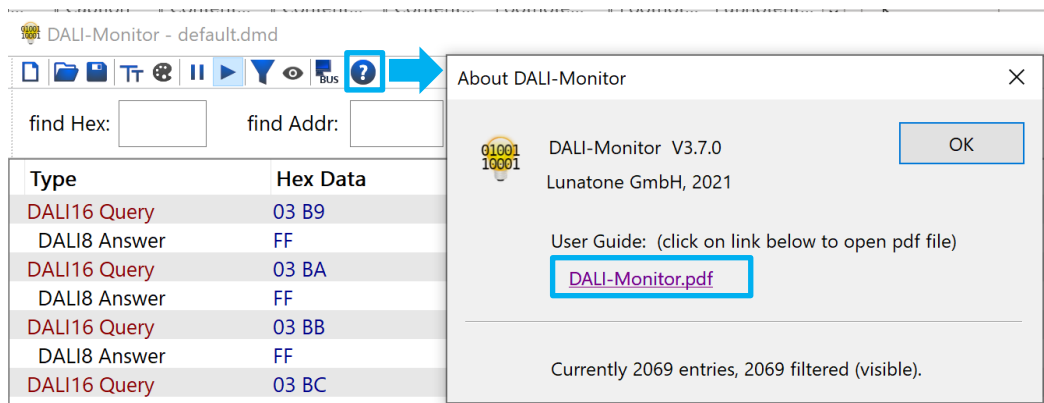 DALI-Monitor - default.dmd
BUS
About DALI-Monitor
find Hex:
find Addr:
Type Hex Data
DALI16 Query 03 B9
DALI8 Answer FF
DALI16 Query 03 BA
DALI8 Answer FF
DALI16 Query 03 BB
DALI8 Answer FF
DALI16 Query 03 BC
01001
10001
DALI-Monitor V3.7.0
OK
Lunatone GmbH, 2021
User Guide: (click on link below to open pdf file)
DALI-Monitor.pdf
Currently 2069 entries, 2069 filtered (visible).